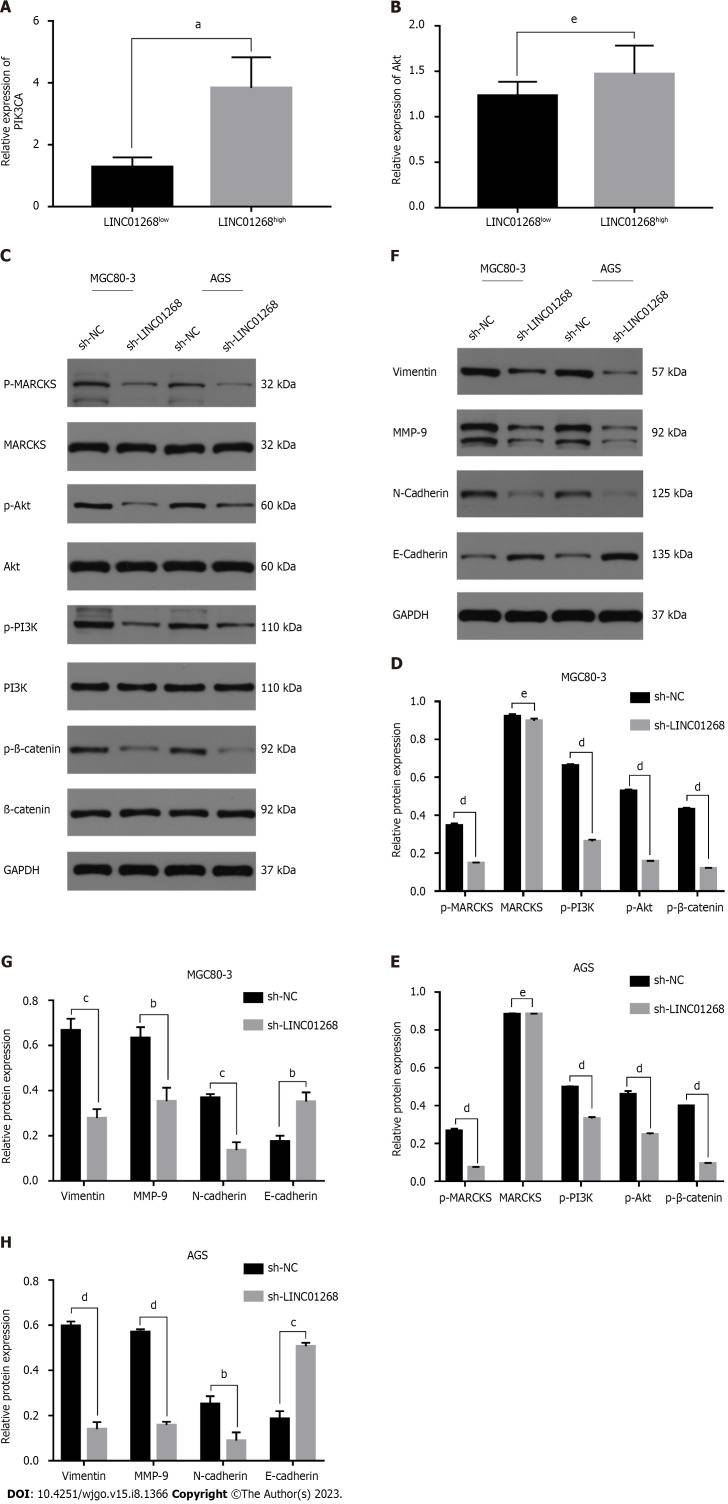 A
Relative expression of
PIK3CA
6
4
2
0
a
LINC01268low
LINC01268high
B
Relative expression of Akt
2.0
1.5
1.0
0.5
0.0
e
LINC01268low
LINC01268high
C
MGC80-3 AGS
sh-NC sh-LINC01268 sh-NC sh-LINC01268
P-MARCKS 32 kDa
MARCKS 32 kDa
p-Akt 60 kDa
Akt 60 kDa
p-PI3K 110 kDa
PI3K 110 kDa
p-ß-catenin 92 kDa
ß-catenin 92 kDa
GAPDH 37 kDa
F
MGC80-3 AGS
sh-NC sh-LINC01268 sh-NC sh-LINC01268
Vimentin 57 kDa
MMP-9 92 kDa
N-Cadherin 125 kDa
E-Cadherin 135 kDa
GAPDH 37 kDa
D
MGC80-3
sh-NC
sh-LINC01268
Relative protein expression
1.0
0.8
0.6
0.4
0.2
0.0
d e d d d
p-MARCKS MARCKS p-PI3K p-Akt p-β-catenin
G
MGC80-3
sh-NC
sh-LINC01268
Relative protein expression
0.8
0.6
0.4
0.2
0.0
c b c b
Vimentin MMP-9 N-cadherin E-cadherin
E
AGS
sh-NC
sh-LINC01268
Relative protein expression
1.0
0.8
0.6
0.4
0.2
0.0
d e d d d
p-MARCKS MARCKS p-PI3K p-Akt p-β-catenin
H
AGS
sh-NC
sh-LINC01268
Relative protein expression
0.8
0.6
0.4
0.2
0.0
d d b c
Vimentin MMP-9 N-cadherin E-cadherin
DOI: 10.4251/wjgo.v15.i8.1366 Copyright ©The Author(s) 2023.